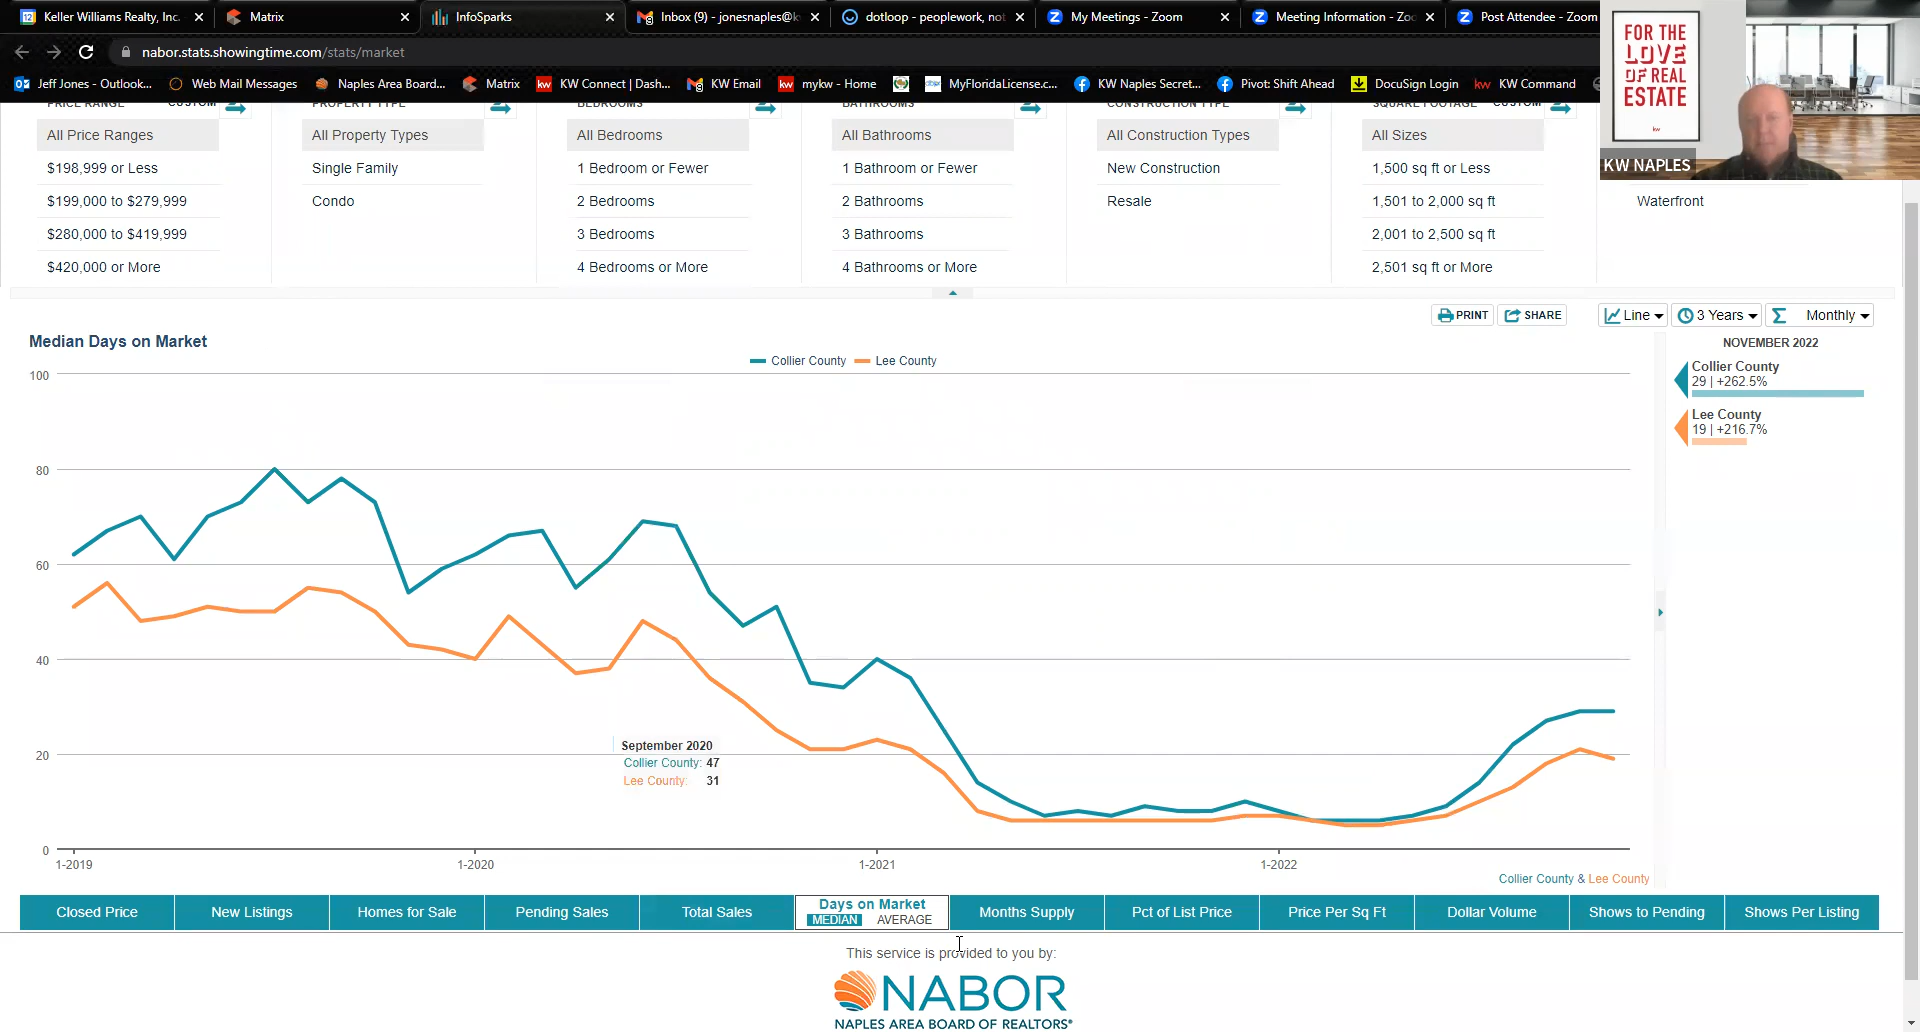 Keller Williams Realty, Inc.
Matrix
InfoSparks
Inbox (9) - jonesnaples@k
dotloop - peoplework, not
My Meetings - Zoom
Meeting Information - Zo
Post Attendee - Zoom
nabor.stats.showingtime.com/stats/market
Jeff Jones - Outlook...
Web Mail Messages
Naples Area Board...
Matrix
KW Connect | Dash...
KW Email
mykw - Home
MyFloridaLicense.c...
KW Naples Secret...
Pivot: Shift Ahead
DocuSign Login
KW Command
FOR THE
LOVE
OF REAL
ESTATE
kw
KW NAPLES
PRICE RANGE
CUSTOM
PROPERTY TYPE
BEDROOMS
BATHROOMS
CONSTRUCTION TYPE
SQUARE FOOTAGE
CUSTOM
All Price Ranges
All Property Types
All Bedrooms
All Bathrooms
All Construction Types
All Sizes
$198,999 or Less
Single Family
1 Bedroom or Fewer
1 Bathroom or Fewer
New Construction
1,500 sq ft or Less
$199,000 to $279,999
Condo
2 Bedrooms
2 Bathrooms
Resale
1,501 to 2,000 sq ft
Waterfront
$280,000 to $419,999
3 Bedrooms
3 Bathrooms
2,001 to 2,500 sq ft
$420,000 or More
4 Bedrooms or More
4 Bathrooms or More
2,501 sq ft or More
PRINT
SHARE
Line
3 Years
Monthly
Median Days on Market
Collier County
Lee County
NOVEMBER 2022
Collier County
29 | +262.5%
Lee County
19 | +216.7%
100
80
60
40
20
0
September 2020
Collier County: 47
Lee County: 31
1-2019
1-2020
1-2021
1-2022
Collier County & Lee County
Closed Price
New Listings
Homes for Sale
Pending Sales
Total Sales
Days on Market
MEDIAN AVERAGE
Months Supply
Pct of List Price
Price Per Sq Ft
Dollar Volume
Shows to Pending
Shows Per Listing
This service is provided to you by:
NABOR
NAPLES AREA BOARD OF REALTORS®